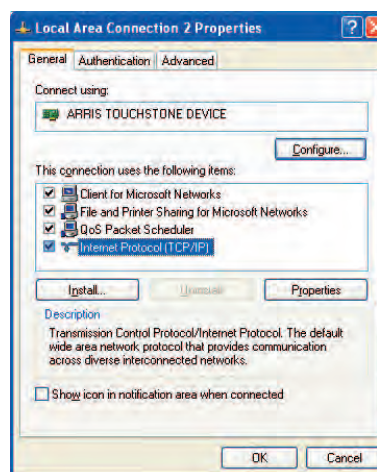 Local Area Connection 2 Properties
General Authentication Advanced
Connect using:
ARRIS TOUCHSTONE DEVICE
Configure...
This connection uses the following items:
Client for Microsoft Networks
File and Printer Sharing for Microsoft Networks
QoS Packet Scheduler
Internet Protocol (TCP/IP)
Install... Uninstall Properties
Description
Transmission Control Protocol/Internet Protocol. The default
wide area network protocol that provides communication
across diverse interconnected networks.
Show icon in notification area when connected
OK Cancel